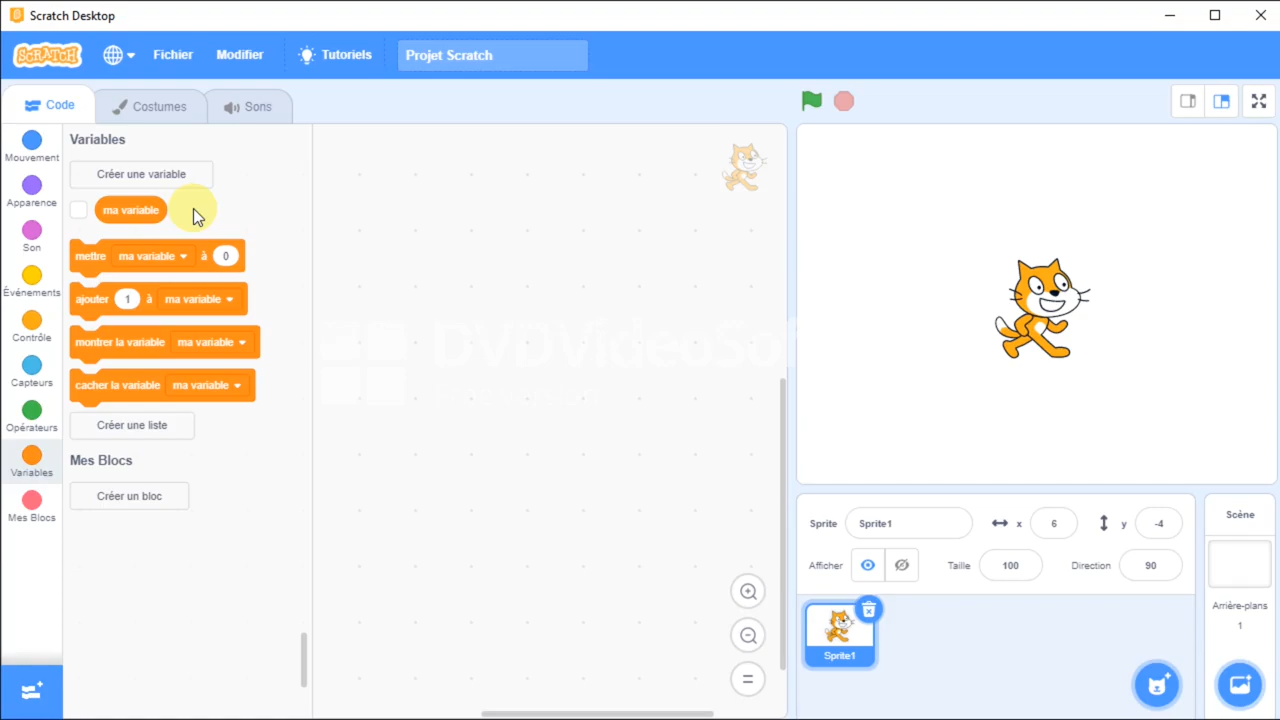 Scratch Desktop
SCRATCH
Fichier
Modifier
Tutoriels
Projet Scratch
Code
Costumes
Sons
Mouvement
Apparence
Son
Événements
Contrôle
Capteurs
Opérateurs
Variables
Mes Blocs
Variables
Créer une variable
ma variable
mettre ma variable à 0
ajouter 1 à ma variable
montrer la variable ma variable
cacher la variable ma variable
Créer une liste
Mes Blocs
Créer un bloc
DVDVideoSof
Sprite Sprite1 x 6 y -4
Afficher Taille 100 Direction 90
Sprite1
Scène
Arrière-plans
1